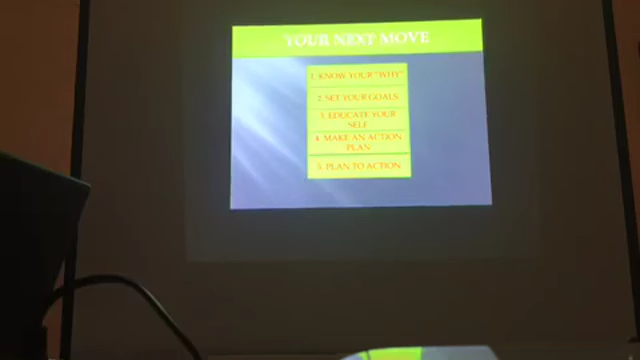 YOUR NEXT MOVE
1. KNOW YOUR "WHY"
2. SET YOUR GOALS
3. EDUCATE YOUR
SELF
4. MAKE AN ACTION
PLAN
5. PLAN TO ACTION